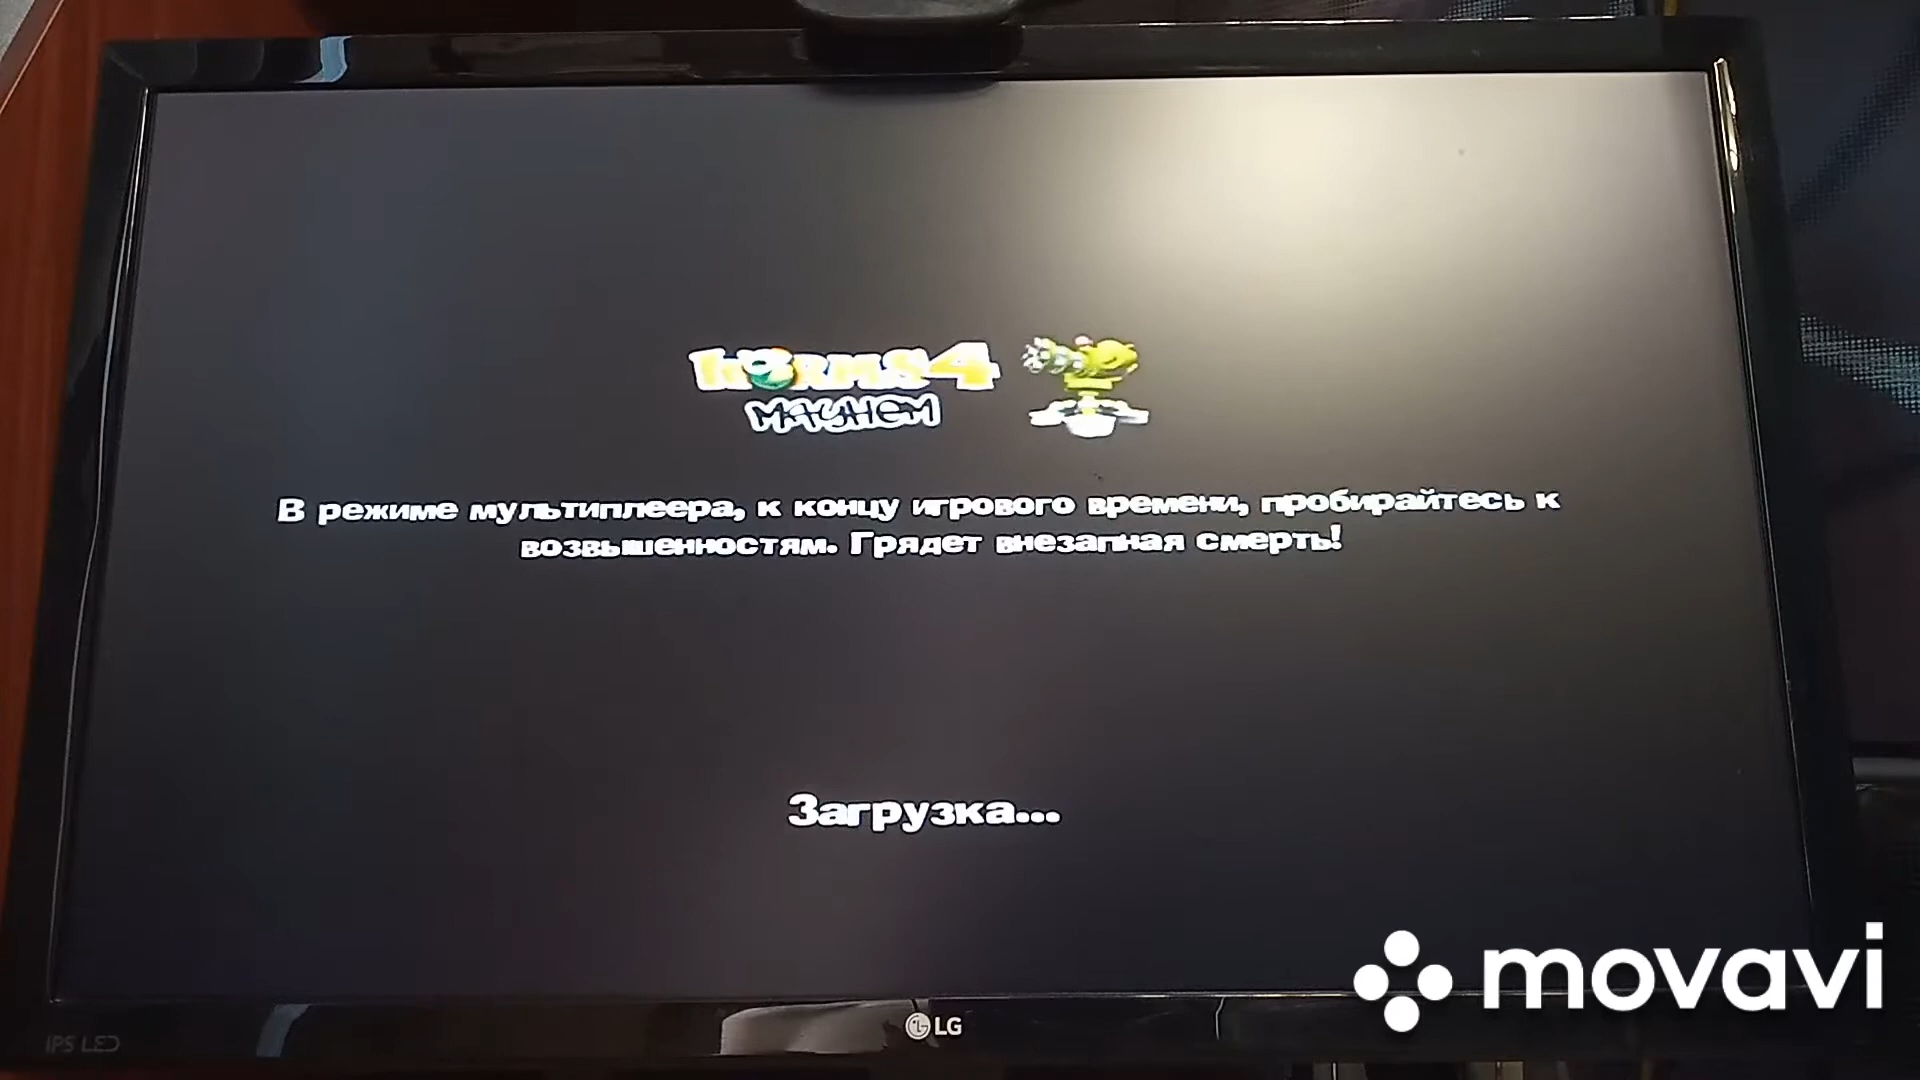 WORMS 4
MAYHEM
В режиме мультиплеера, к концу игрового времени, пробирайтесь к
возвышенностям. Грядет внезапная смерть!
Загрузка...
movavi
LG
IPS LED